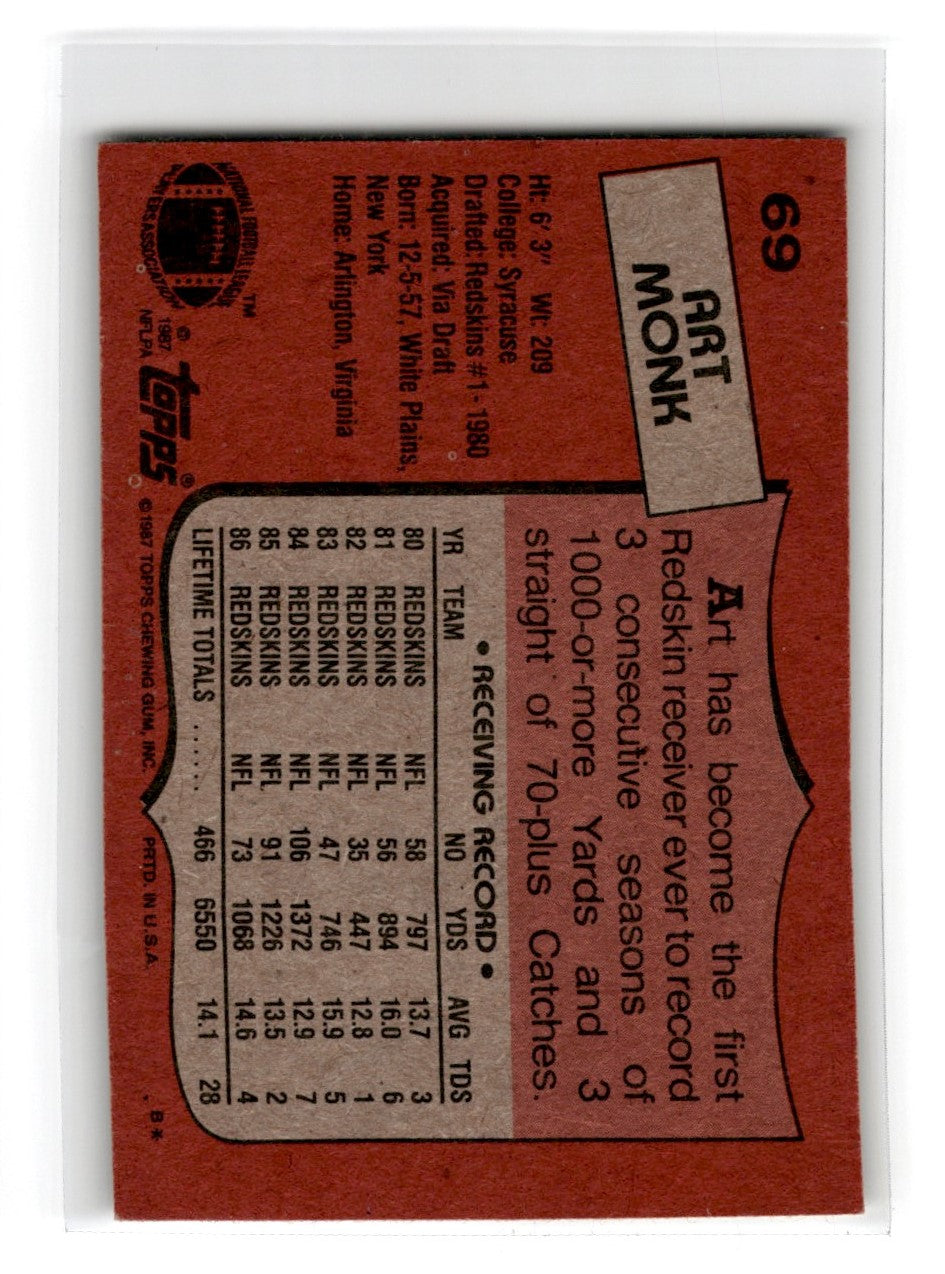 69
ART
MONK
Ht: 6' 3" Wt: 209
College: Syracuse
Drafted: Redskins #1-1980
Acquired: Via Draft
Born: 12-5-57, White Plains,
New York
Home: Arlington, Virginia
NATIONAL FOOTBALL LEAGUE
PLAYERS ASSOCIATION
™
© 1987
NFLPA
topps®
Art has become the first
Redskin receiver ever to record
3 consecutive seasons of
1000-or-more Yards and 3
straight of 70-plus Catches.
• RECEIVING RECORD •
YR TEAM NO YDS AVG TDS
80 REDSKINS NFL 58 797 13.7 3
81 REDSKINS NFL 56 894 16.0 6
82 REDSKINS NFL 35 447 12.8 1
83 REDSKINS NFL 47 746 15.9 5
84 REDSKINS NFL 106 1372 12.9 7
85 REDSKINS NFL 91 1226 13.5 2
86 REDSKINS NFL 73 1068 14.6 4
LIFETIME TOTALS ...... 466 6550 14.1 28
© 1987 TOPPS CHEWING GUM, INC. PRTD. IN U.S.A. . B*